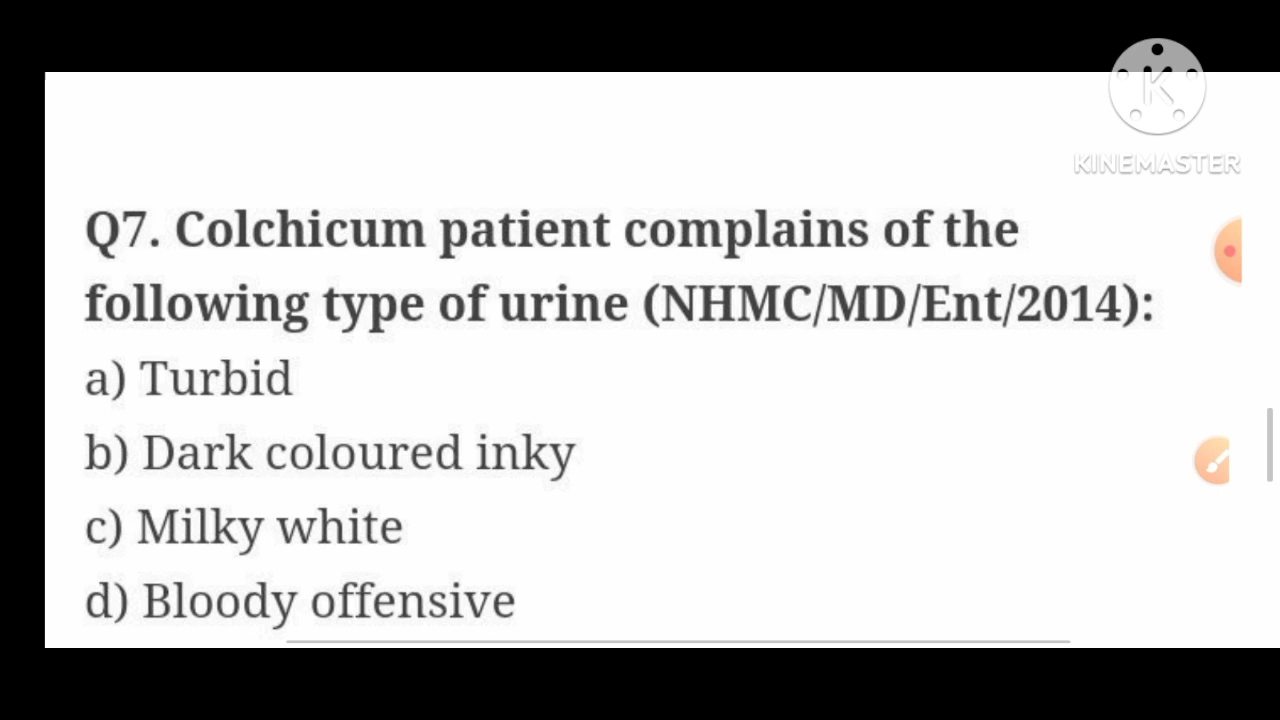 K
KINEMASTER
Q7. Colchicum patient complains of the
following type of urine (NHMC/MD/Ent/2014):
a) Turbid
b) Dark coloured inky
c) Milky white
d) Bloody offensive